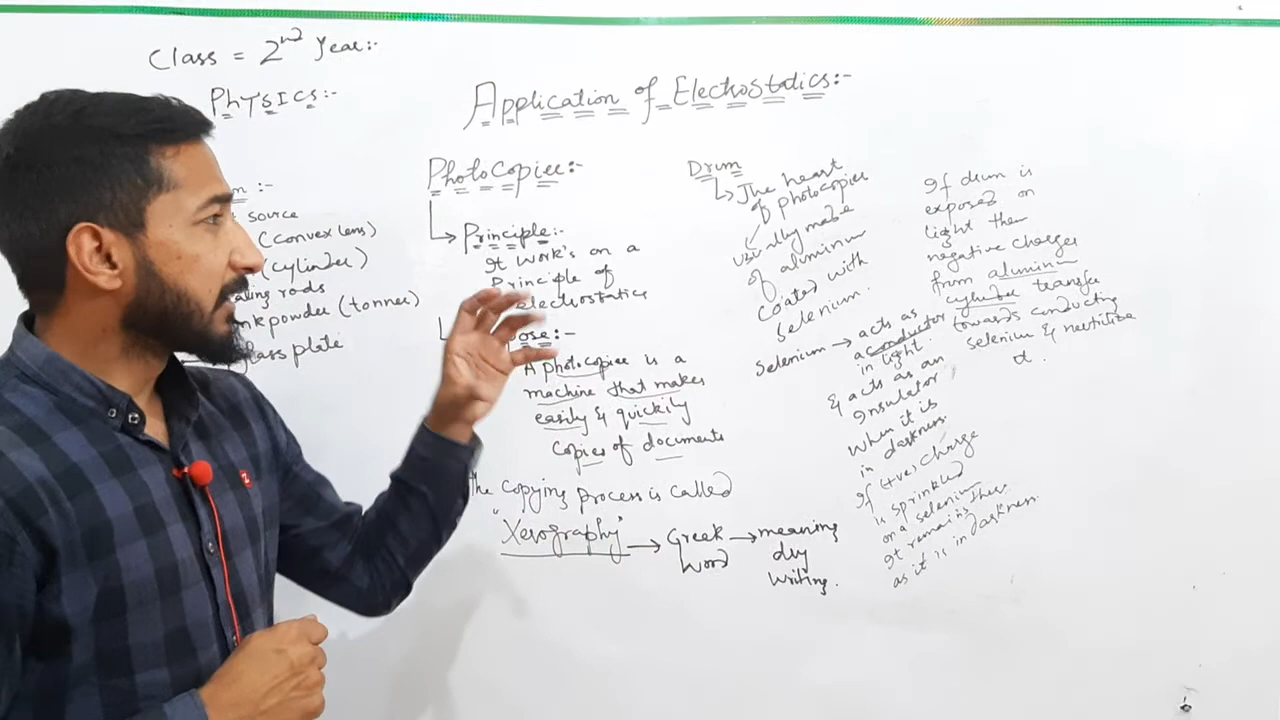 Class = 2nd Year:-
PhYSICS:-
Application of Electrostatics:-
:-
source
(convex lens)
(cylinder)
rods
powder (tonner)
glass plate
PhotoCopier:-
Principle:-
It work's on a
Principle of
electrostatics
ose:-
A photocopier is a
machine that makes
easily & quickily
copies of documents
the copying process is called
"Xerography" → Greek word → meaning dry writing.
Drum
↳ The heart
of photocopier
usually made
of aluminum
coated with
selenium.
Selenium → acts as
a conductor
in light.
& acts as an
Insulator
when it is
in darkness.
If (+)ve charge
is sprinkled
on a selenium then
It remains
as it is in darkness.
If drum is
exposed on
light then
negative charges
from aluminum
cylinder transfer
towards conducting
selenium & neutilize
it.